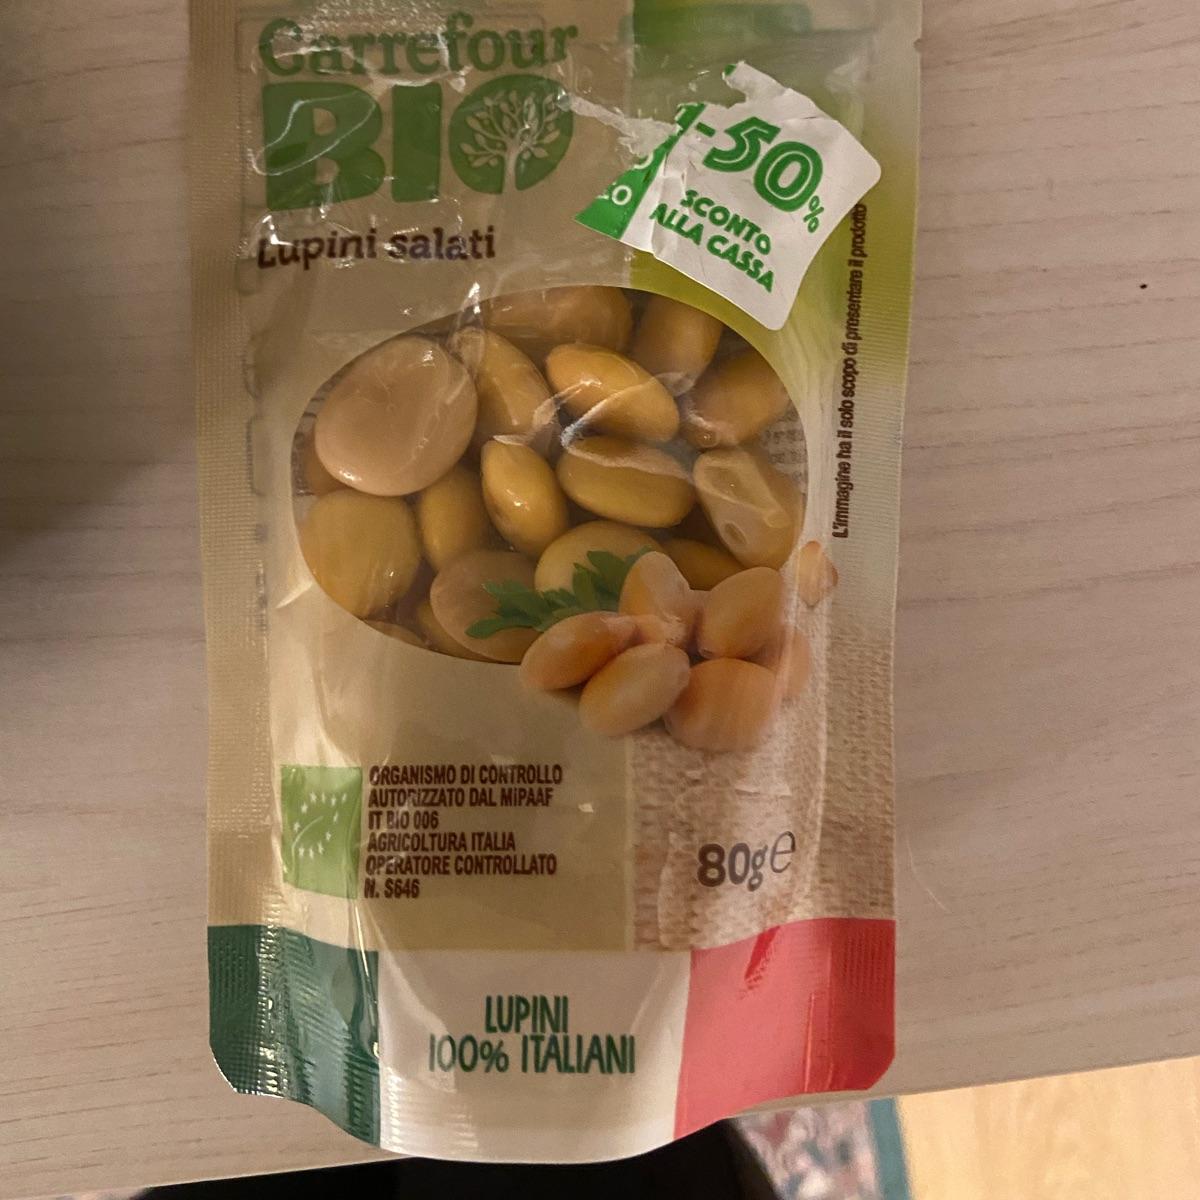 Carrefour
BIO
Lupini salati
-50%
SCONTO
ALLA CASSA
L'immagine ha il solo scopo di presentare il prodotto
ORGANISMO DI CONTROLLO
AUTORIZZATO DAL MiPAAF
IT BIO 006
AGRICOLTURA ITALIA
OPERATORE CONTROLLATO
N. S646
80g℮
LUPINI
100% ITALIANI